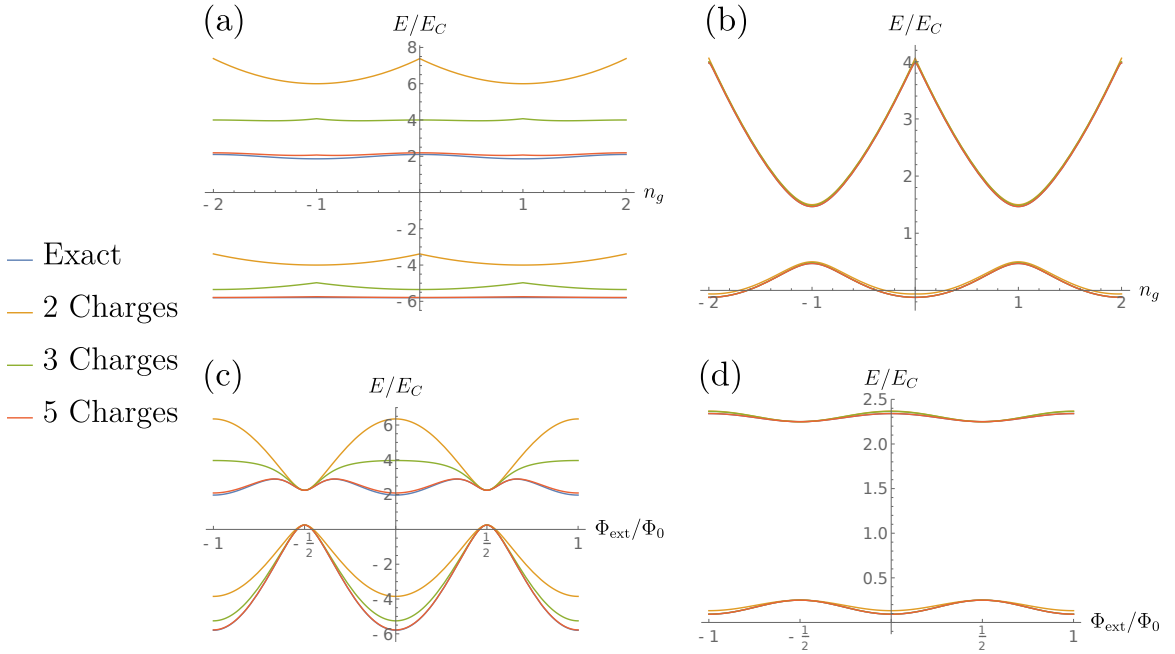 (a)
E/E_C
8
6
4
2
-2 -1 1 2 n_g
-2
-4
-6
(b)
E/E_C
4
3
2
1
-2 -1 1 2 n_g
Exact
2 Charges
3 Charges
5 Charges
(c)
E/E_C
6
4
2
-1 -1/2 1/2 1 Φ_ext/Φ_0
-2
-4
-6
(d)
E/E_C
2.5
2.0
1.5
1.0
0.5
-1 -1/2 1/2 1 Φ_ext/Φ_0